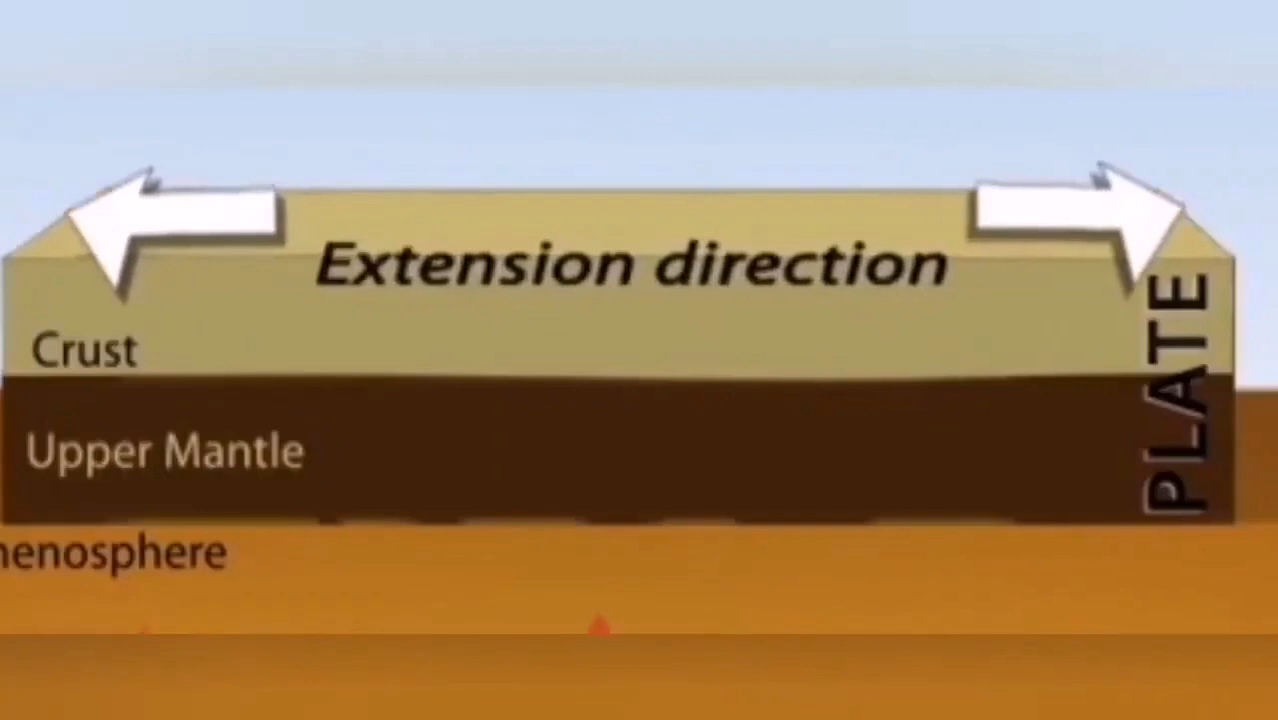 Extension direction
Crust
PLATE
Upper Mantle
henosphere